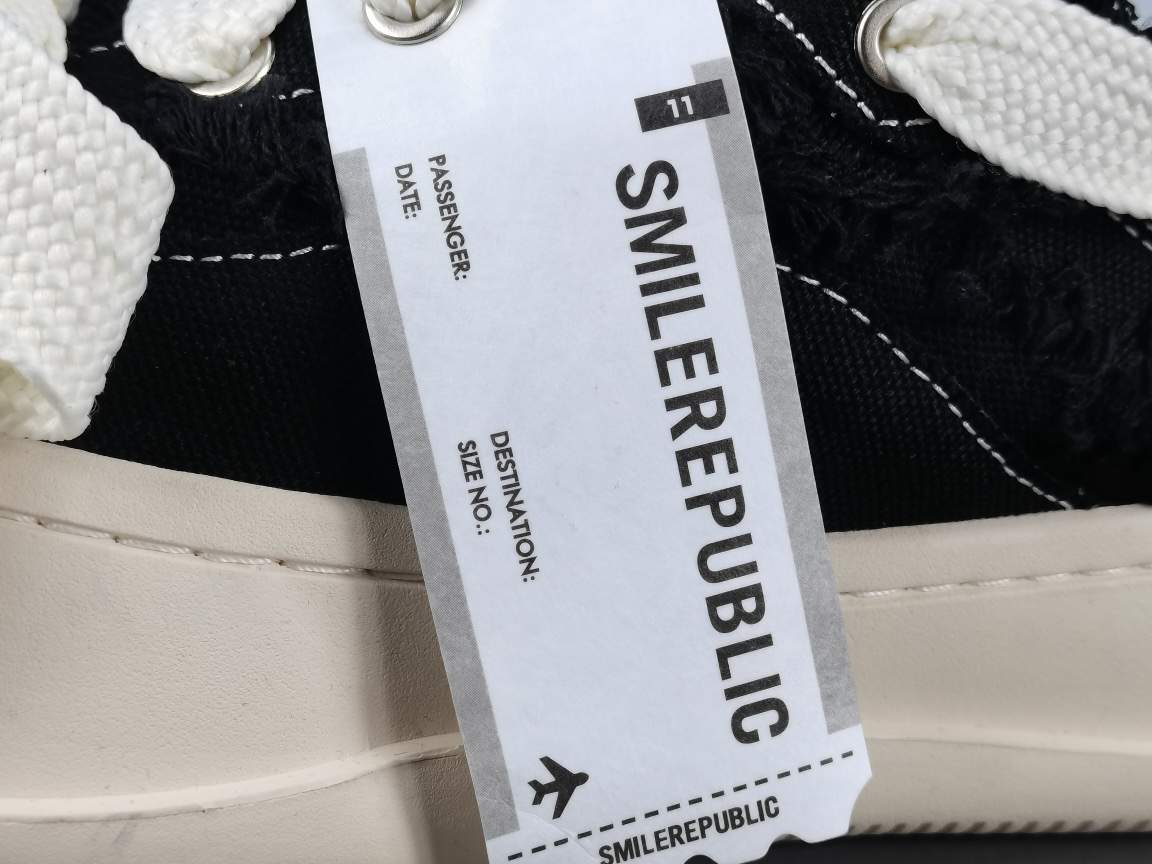 11
SMILEREPUBLIC
PASSENGER:
DATE:
DESTINATION:
SIZE NO.:
SMILEREPUBLIC